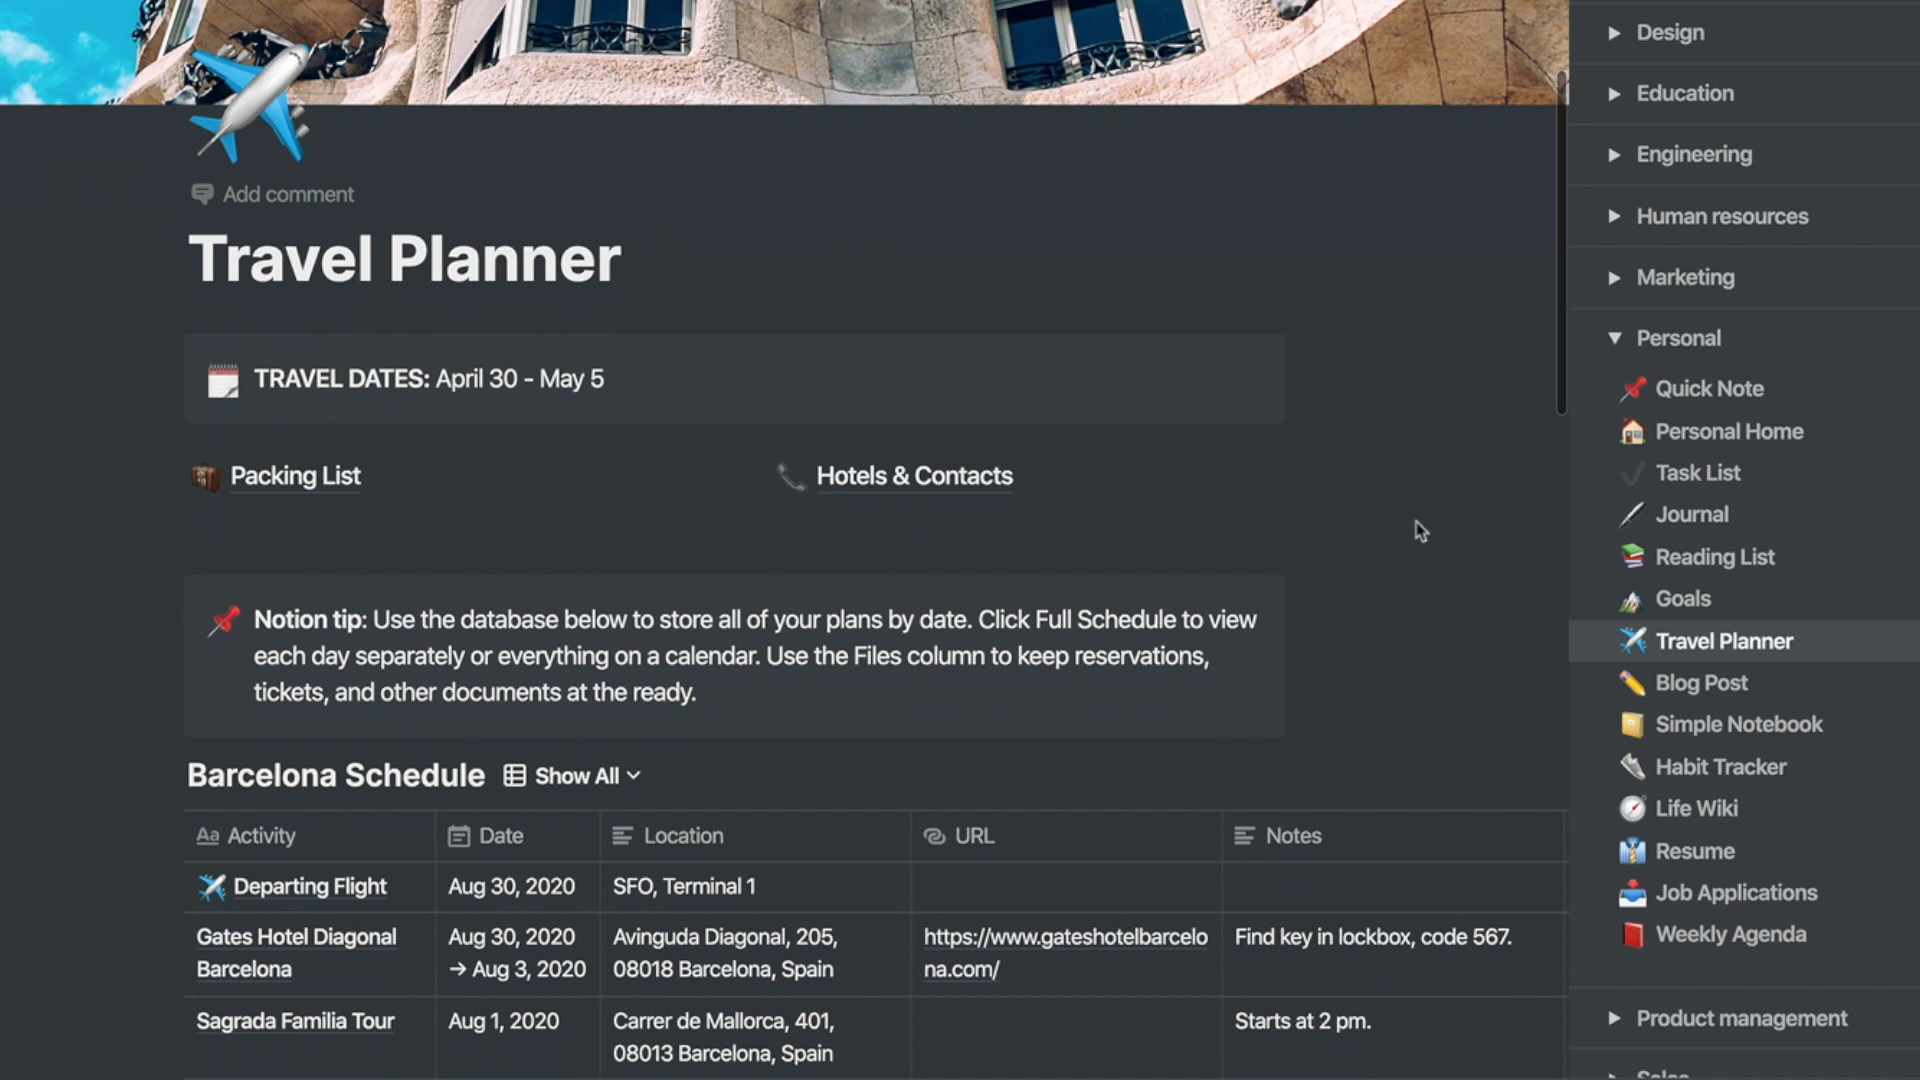 Add comment
Travel Planner
TRAVEL DATES: April 30 - May 5
Packing List
Hotels & Contacts
Notion tip: Use the database below to store all of your plans by date. Click Full Schedule to view
each day separately or everything on a calendar. Use the Files column to keep reservations,
tickets, and other documents at the ready.
Barcelona Schedule Show All
Aa Activity Date Location URL Notes
Departing Flight Aug 30, 2020 SFO, Terminal 1
Gates Hotel Diagonal Aug 30, 2020 Avinguda Diagonal, 205, https://www.gateshotelbarcelo Find key in lockbox, code 567.
Barcelona → Aug 3, 2020 08018 Barcelona, Spain na.com/
Sagrada Familia Tour Aug 1, 2020 Carrer de Mallorca, 401, Starts at 2 pm.
08013 Barcelona, Spain
Design
Education
Engineering
Human resources
Marketing
Personal
Quick Note
Personal Home
Task List
Journal
Reading List
Goals
Travel Planner
Blog Post
Simple Notebook
Habit Tracker
Life Wiki
Resume
Job Applications
Weekly Agenda
Product management